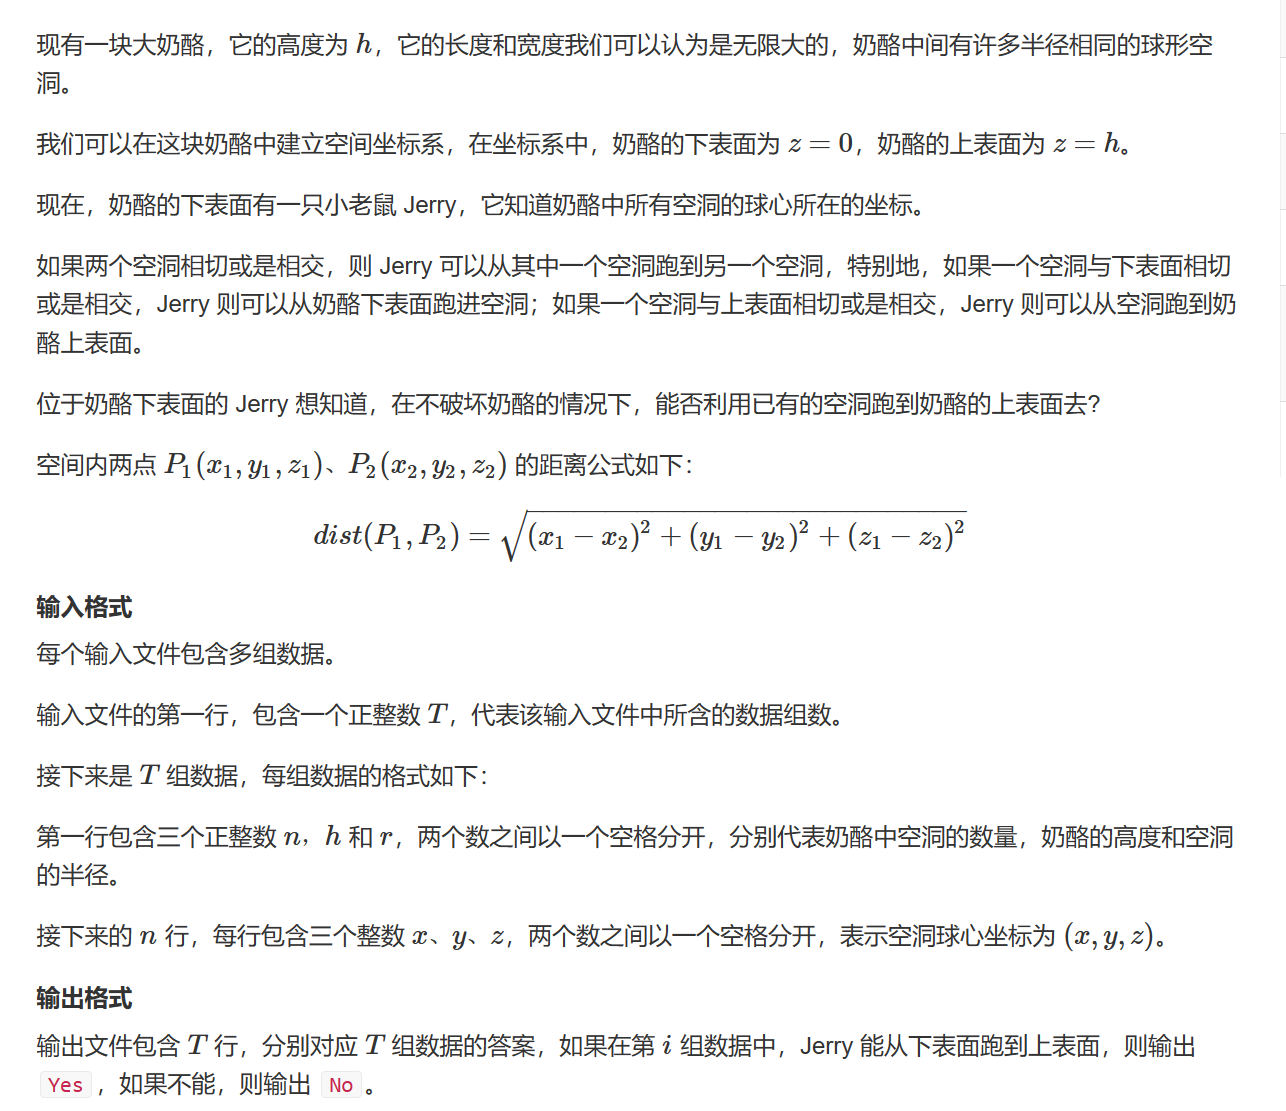 现有一块大奶酪，它的高度为 h，它的长度和宽度我们可以认为是无限大的，奶酪中间有许多半径相同的球形空
洞。
我们可以在这块奶酪中建立空间坐标系，在坐标系中，奶酪的下表面为 z = 0，奶酪的上表面为 z = h。
现在，奶酪的下表面有一只小老鼠 Jerry，它知道奶酪中所有空洞的球心所在的坐标。
如果两个空洞相切或是相交，则 Jerry 可以从其中一个空洞跑到另一个空洞，特别地，如果一个空洞与下表面相切
或是相交，Jerry 则可以从奶酪下表面跑进空洞；如果一个空洞与上表面相切或是相交，Jerry 则可以从空洞跑到奶
酪上表面。
位于奶酪下表面的 Jerry 想知道，在不破坏奶酪的情况下，能否利用已有的空洞跑到奶酪的上表面去?
空间内两点 P₁(x₁, y₁, z₁)、P₂(x₂, y₂, z₂) 的距离公式如下：
dist(P₁, P₂) = √((x₁ − x₂)² + (y₁ − y₂)² + (z₁ − z₂)²)
输入格式
每个输入文件包含多组数据。
输入文件的第一行，包含一个正整数 T，代表该输入文件中所含的数据组数。
接下来是 T 组数据，每组数据的格式如下：
第一行包含三个正整数 n，h 和 r，两个数之间以一个空格分开，分别代表奶酪中空洞的数量，奶酪的高度和空洞
的半径。
接下来的 n 行，每行包含三个整数 x、y、z，两个数之间以一个空格分开，表示空洞球心坐标为 (x, y, z)。
输出格式
输出文件包含 T 行，分别对应 T 组数据的答案，如果在第 i 组数据中，Jerry 能从下表面跑到上表面，则输出
Yes ，如果不能，则输出 No 。